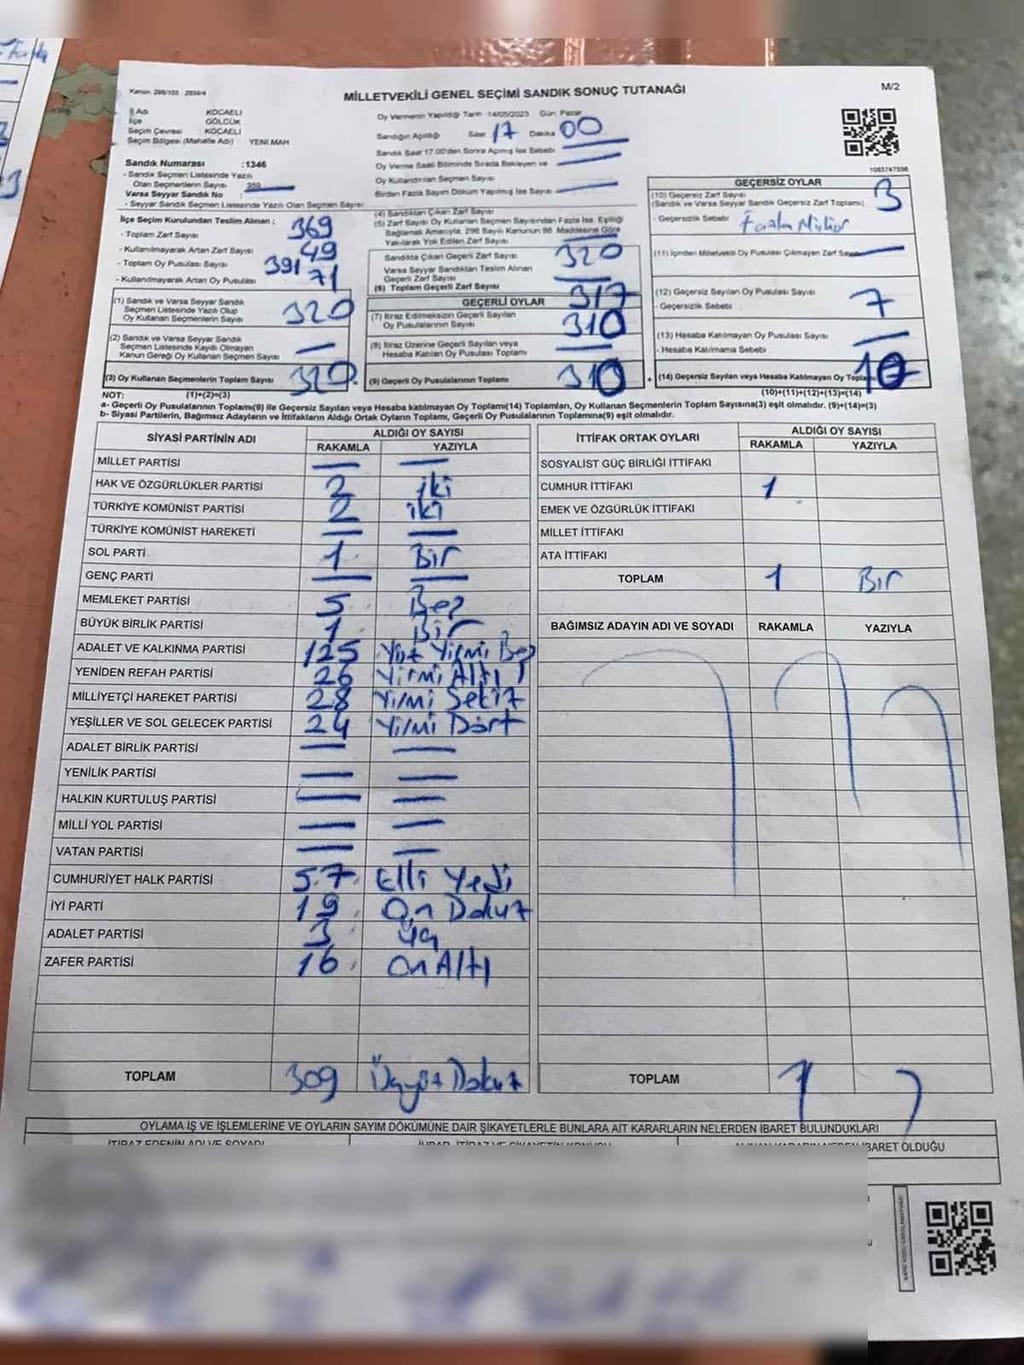 Kanun: 298/105 2839/4
MİLLETVEKİLİ GENEL SEÇİMİ SANDIK SONUÇ TUTANAĞI
M/2
İl Adı KOCAELİ
İlçe GÖLCÜK
Seçim Çevresi KOCAELİ
Seçim Bölgesi (Mahalle Adı) YENİ MAH
Sandık Numarası : 1346
- Sandık Seçmen Listesinde Yazılı
Olan Seçmenlerin Sayısı
Varsa Seyyar Sandık No
- Seyyar Sandık Seçmen Listesinde Yazılı Olan Seçmen Sayısı
Oy Vermenin Yapıldığı Tarih 14/05/2023 Gün: Pazar
Sandığın Açıldığı Saat 17 Dakika 00
Sandık Saat 17.00'den Sonra Açılmış İse Sebebi
Oy Verme Saati Bitiminde Sırada Bekleyen ve
Oy Kullandırılan Seçmen Sayısı
Birden Fazla Sayım Döküm Yapılmış İse Sayısı
İlçe Seçim Kurulundan Teslim Alınan ;
- Toplam Zarf Sayısı 369
- Kullanılmayarak Artan Zarf Sayısı 49
- Toplam Oy Pusulası Sayısı 391
- Kullanılmayarak Artan Oy Pusulası 71
(1) Sandık ve Varsa Seyyar Sandık
Seçmen Listesinde Yazılı Olup
Oy Kullanan Seçmenlerin Sayısı 320
(2) Sandık ve Varsa Seyyar Sandık
Seçmen Listesinde Kayıtlı Olmayan
Kanun Gereği Oy Kullanan Seçmen Sayısı
(3) Oy Kullanan Seçmenlerin Toplam Sayısı 320
(4) Sandıktan Çıkan Zarf Sayısı
(5) Zarf Sayısı Oy Kullanan Seçmen Sayısından Fazla İse, Eşitliği
Sağlamak Amacıyla, 298 Sayılı Kanunun 98. Maddesine Göre
Yakılarak Yok Edilen Zarf Sayısı
Sandıkta Çıkan Geçerli Zarf Sayısı 320
Varsa Seyyar Sandıktan Teslim Alınan
Geçerli Zarf Sayısı
(6) Toplam Geçerli Zarf Sayısı 317
GEÇERLİ OYLAR
(7) İtiraz Edilmeksizin Geçerli Sayılan
Oy Pusulalarının Sayısı 310
(8) İtiraz Üzerine Geçerli Sayılan veya
Hesaba Katılan Oy Pusulası Toplamı
(9) Geçerli Oy Pusulalarının Toplamı 310
GEÇERSİZ OYLAR
(10) Geçersiz Zarf Sayısı 3
(Sandık ve Varsa Seyyar Sandık Geçersiz Zarf Toplamı)
- Geçersizlik Sebebi Fazla Mühür
(11) İçinden Milletvekili Oy Pusulası Çıkmayan Zarf Sayısı
(12) Geçersiz Sayılan Oy Pusulası Sayısı 7
- Geçersizlik Sebebi
(13) Hesaba Katılmayan Oy Pusulası Sayısı
- Hesaba Katılmama Sebebi
+ (14) Geçersiz Sayılan veya Hesaba Katılmayan Oy Toplamı 10
NOT: (1)+(2)=(3)
(10)+(11)+(12)+(13)=(14)
a- Geçerli Oy Pusulasının Toplamı(9) ile Geçersiz Sayılan veya Hesaba katılmayan Oy Toplamı(14) Toplamları, Oy Kullanan Seçmenlerin Toplam Sayısına(3) eşit olmalıdır. (9)+(14)=(3)
b- Siyasi Partilerin, Bağımsız Adayların ve İttifakların Aldığı Ortak Oyların Toplamı, Geçerli Oy Pusulalarının Toplamına(9) eşit olmalıdır.
SİYASİ PARTİNİN ADI ALDIĞI OY SAYISI
RAKAMLA YAZIYLA
MİLLET PARTİSİ
HAK VE ÖZGÜRLÜKLER PARTİSİ 2 iki
TÜRKİYE KOMÜNİST PARTİSİ 2 iki
TÜRKİYE KOMÜNİST HAREKETİ
SOL PARTİ 1 Bir
GENÇ PARTİ
MEMLEKET PARTİSİ 5 Beş
BÜYÜK BİRLİK PARTİSİ 1 Bir
ADALET VE KALKINMA PARTİSİ 125 Yüz Yirmi Beş
YENİDEN REFAH PARTİSİ 26 Yirmi Altı
MİLLİYETÇİ HAREKET PARTİSİ 28 Yirmi Sekiz
YEŞİLLER VE SOL GELECEK PARTİSİ 24 Yirmi Dört
ADALET BİRLİK PARTİSİ
YENİLİK PARTİSİ
HALKIN KURTULUŞ PARTİSİ
MİLLİ YOL PARTİSİ
VATAN PARTİSİ
CUMHURİYET HALK PARTİSİ 57 Elli Yedi
İYİ PARTİ 19 On Dokuz
ADALET PARTİSİ 3 üç
ZAFER PARTİSİ 16 On Altı
TOPLAM 309 Üçyüz Dokuz
İTTİFAK ORTAK OYLARI ALDIĞI OY SAYISI
RAKAMLA YAZIYLA
SOSYALİST GÜÇ BİRLİĞİ İTTİFAKI
CUMHUR İTTİFAKI 1
EMEK VE ÖZGÜRLÜK İTTİFAKI
MİLLET İTTİFAKI
ATA İTTİFAKI
TOPLAM 1 Bir
BAĞIMSIZ ADAYIN ADI VE SOYADI RAKAMLA YAZIYLA
TOPLAM
OYLAMA İŞ VE İŞLEMLERİNE VE OYLARIN SAYIM DÖKÜMÜNE DAİR ŞİKAYETLERLE BUNLARA AİT KARARLARIN NELERDEN İBARET BULUNDUKLARI
İTİRAZ EDENİN ADI VE SOYADI
İBARET OLDUĞU